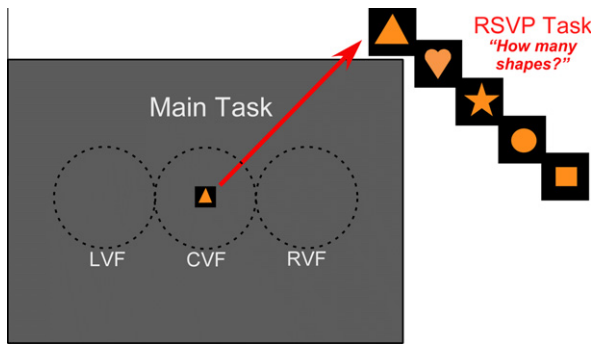 RSVP Task
“How many
shapes?”
Main Task
LVF
CVF
RVF